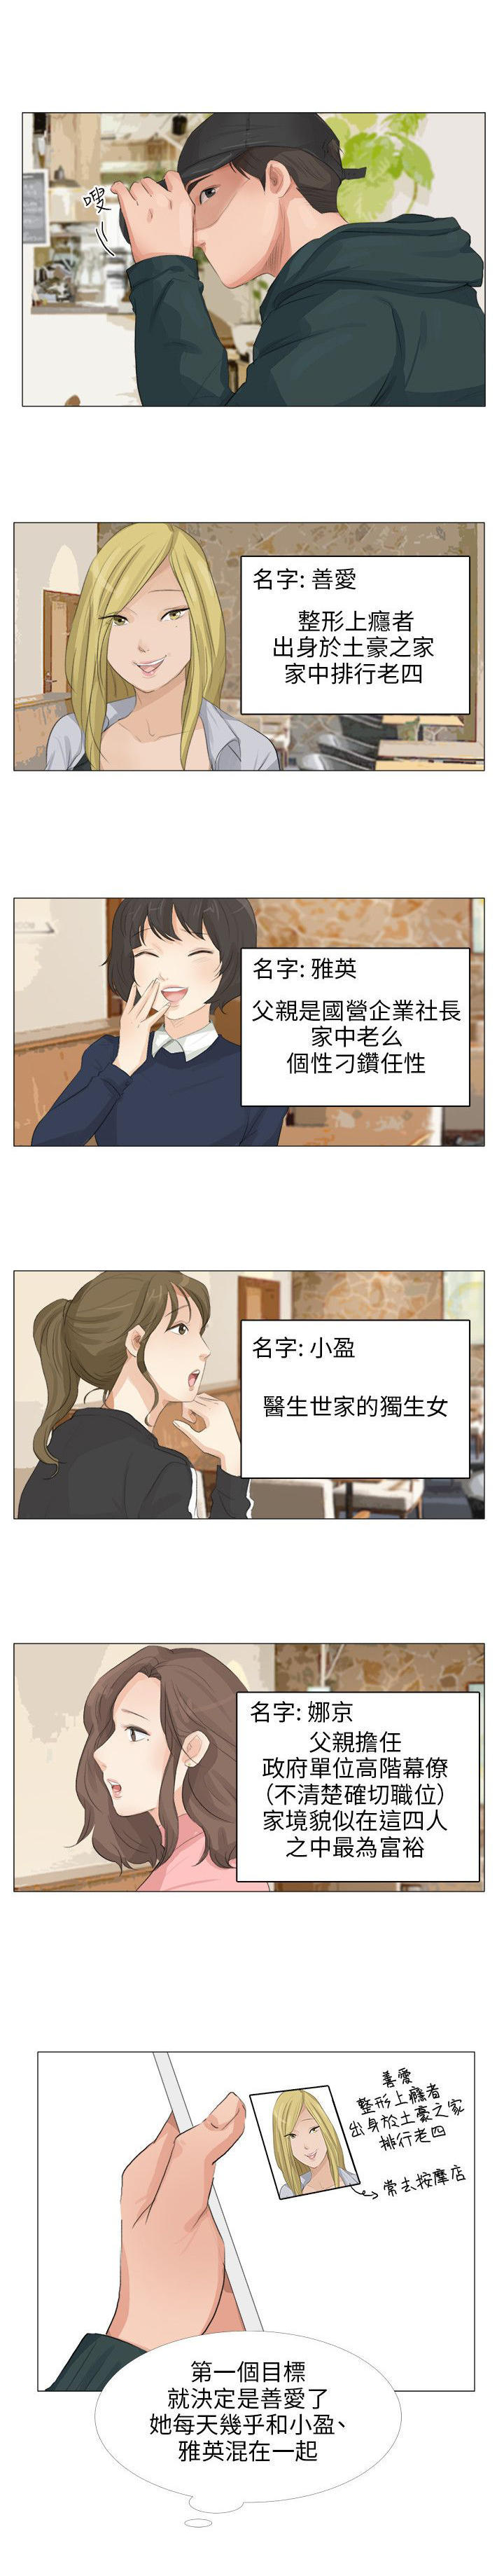 嗖
名字: 善愛
整形上癮者
出身於土豪之家
家中排行老四
名字: 雅英
父親是國營企業社長
家中老么
個性刁鑽任性
名字: 小盈
醫生世家的獨生女
名字: 娜京
父親擔任
政府單位高階幕僚
(不清楚確切職位)
家境貌似在這四人
之中最為富裕
善愛
整形上癮者
出身於土豪之家
排行老四
常去按摩店
第一個目標
就決定是善愛了
她每天幾乎和小盈、
雅英混在一起